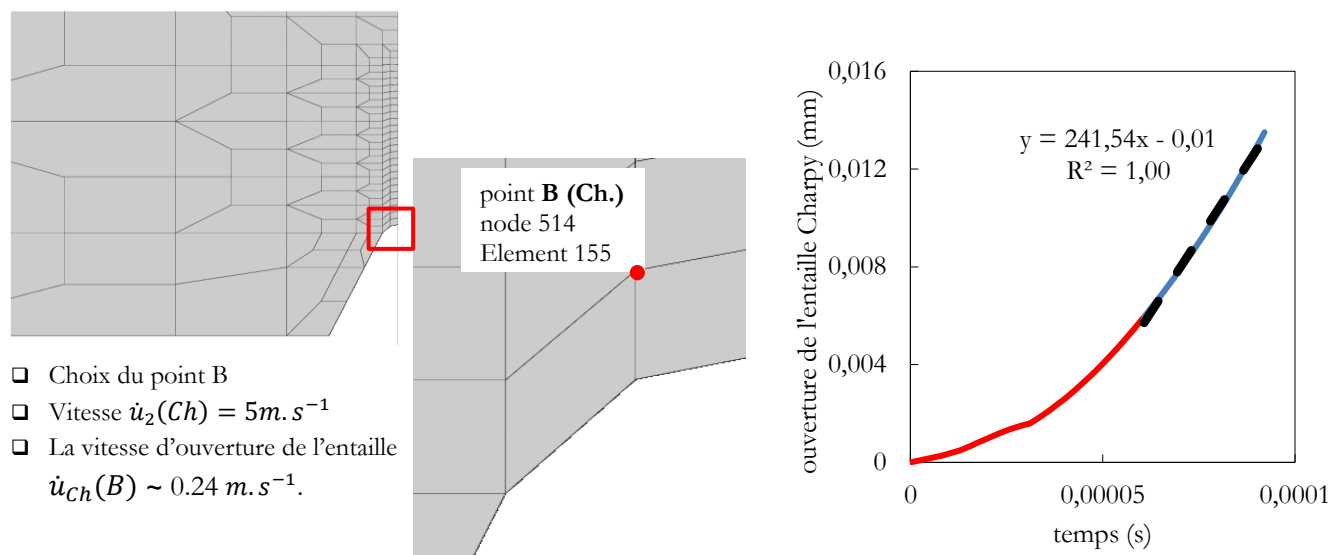 point B (Ch.)
node 514
Element 155
❑ Choix du point B
❑ Vitesse u̇₂(Ch) = 5m.s⁻¹
❑ La vitesse d’ouverture de l’entaille
u̇_Ch(B) ~ 0.24 m.s⁻¹.
ouverture de l'entaille Charpy (mm)
0,016
0,012
0,008
0,004
0
y = 241,54x - 0,01
R² = 1,00
0
0,00005
0,0001
temps (s)